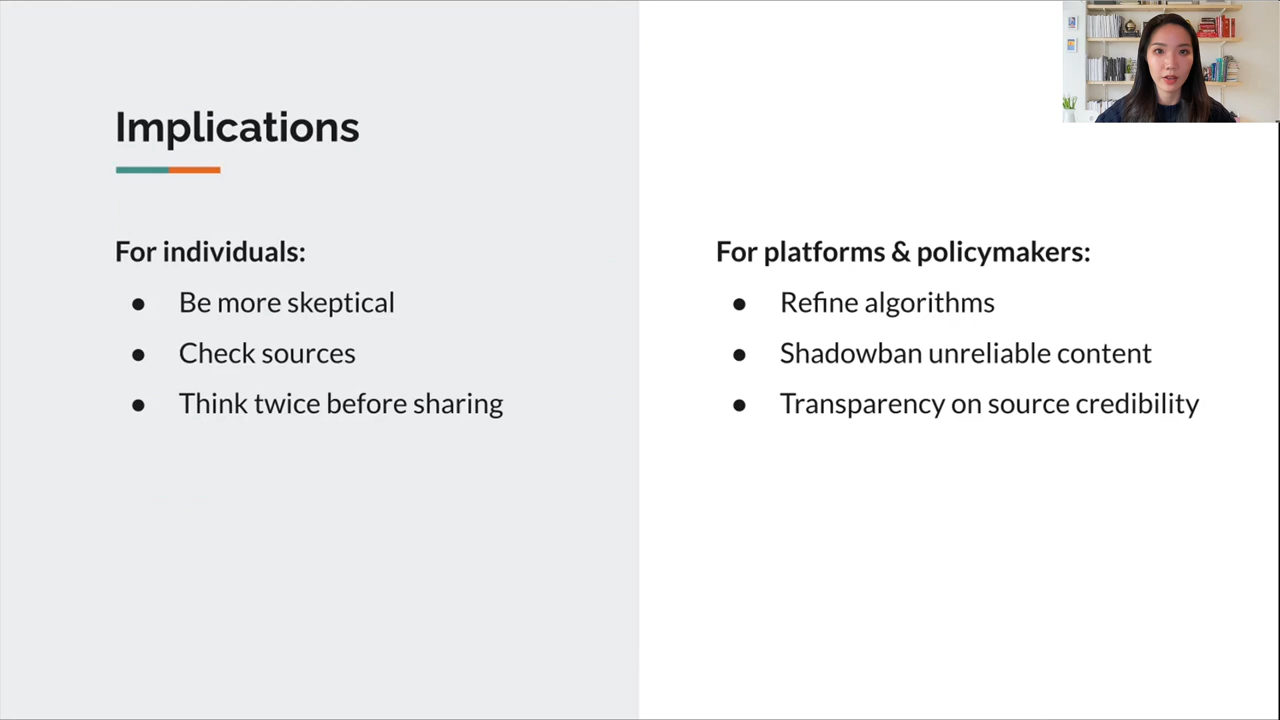 Implications
For individuals:
● Be more skeptical
● Check sources
● Think twice before sharing
For platforms & policymakers:
● Refine algorithms
● Shadowban unreliable content
● Transparency on source credibility